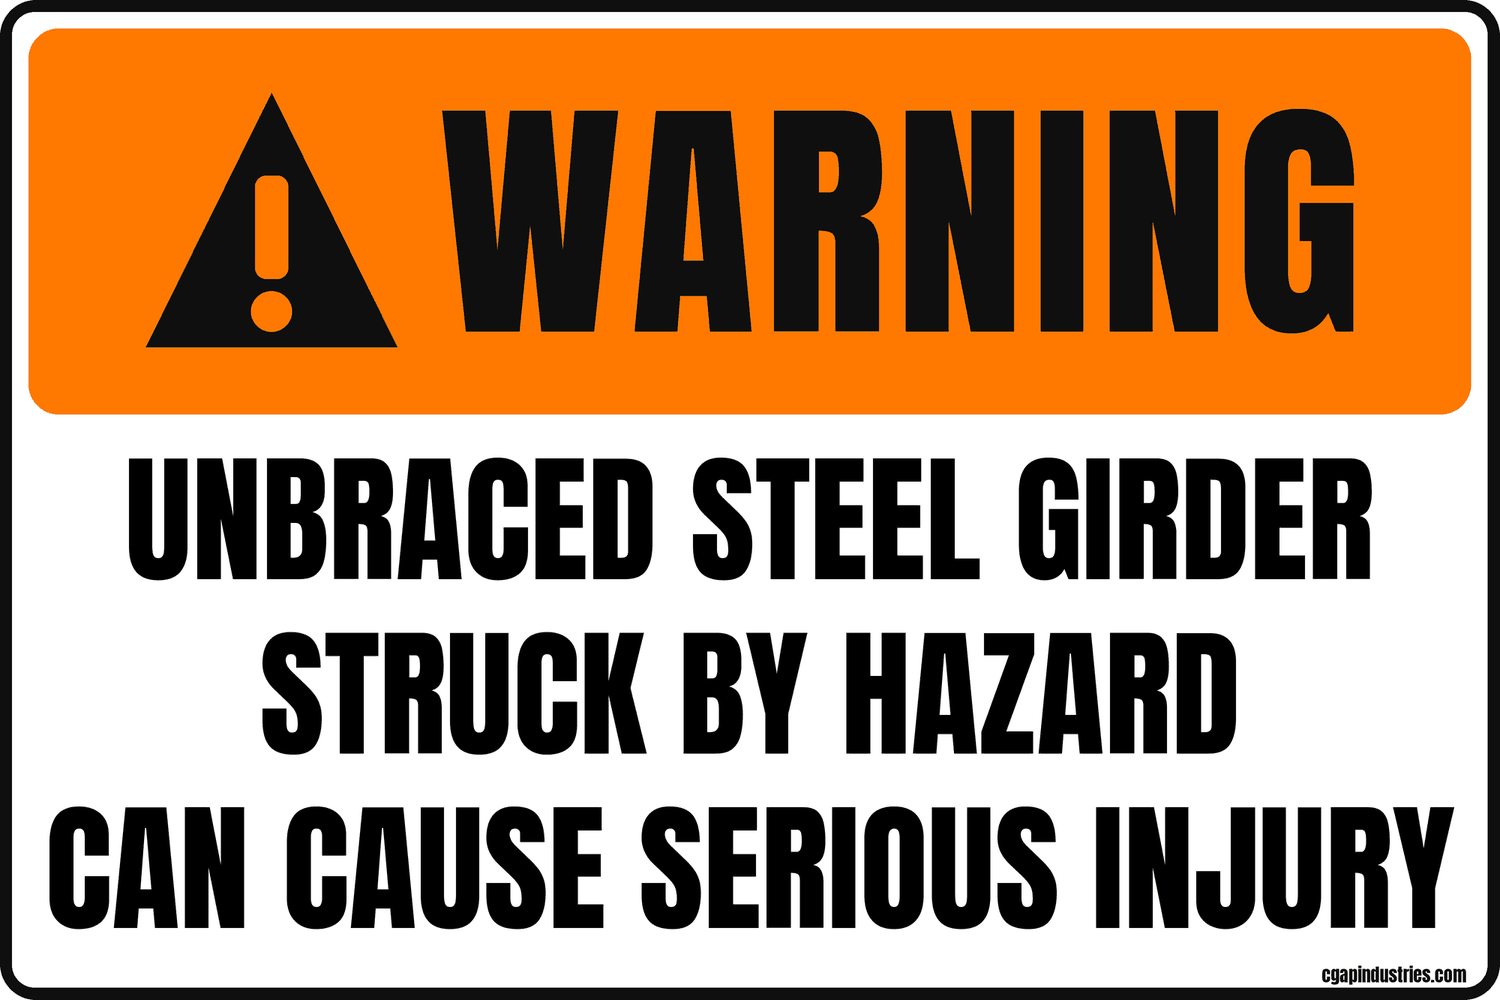 WARNING
UNBRACED STEEL GIRDER
STRUCK BY HAZARD
CAN CAUSE SERIOUS INJURY
cgapindustries.com